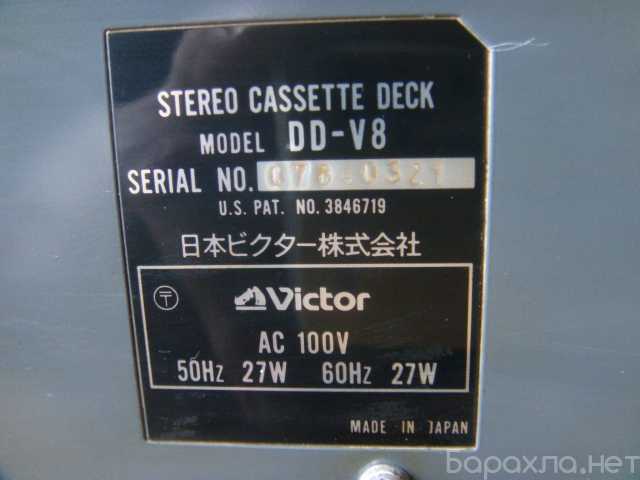 STEREO CASSETTE DECK
MODEL DD-V8
SERIAL NO.
U.S. PAT. NO. 3846719
日本ビクター株式会社
〒 Victor
AC 100V
50Hz 27W 60Hz 27W
MADE IN JAPAN
Барахла.нет